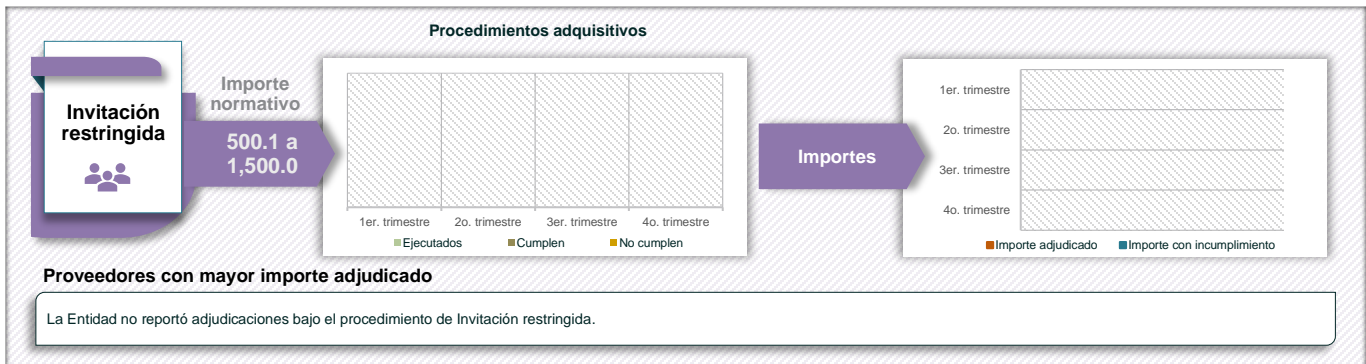 Procedimientos adquisitivos
Invitación
restringida
Importe
normativo
500.1 a
1,500.0
1er. trimestre 2o. trimestre 3er. trimestre 4o. trimestre
Ejecutados Cumplen No cumplen
Importes
1er. trimestre
2o. trimestre
3er. trimestre
4o. trimestre
Importe adjudicado Importe con incumplimiento
Proveedores con mayor importe adjudicado
La Entidad no reportó adjudicaciones bajo el procedimiento de Invitación restringida.